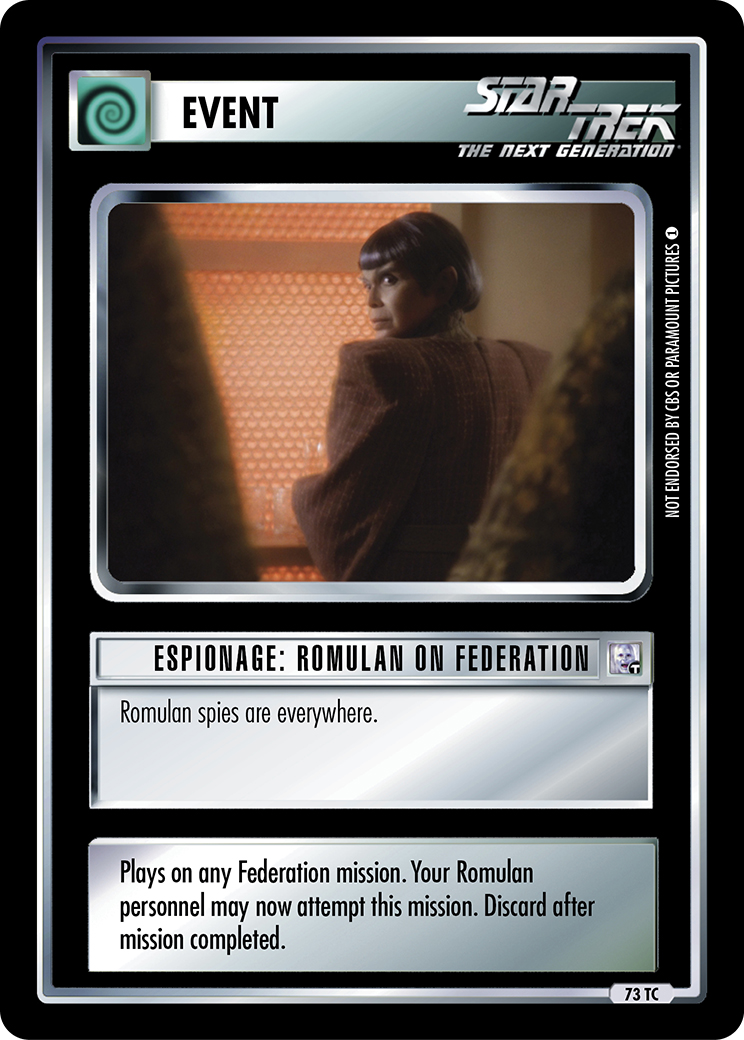 EVENT
STAR TREK
THE NEXT GENERATION
NOT ENDORSED BY CBS OR PARAMOUNT PICTURES 1
ESPIONAGE: ROMULAN ON FEDERATION
T
Romulan spies are everywhere.
Plays on any Federation mission. Your Romulan
personnel may now attempt this mission. Discard after
mission completed.
73 TC